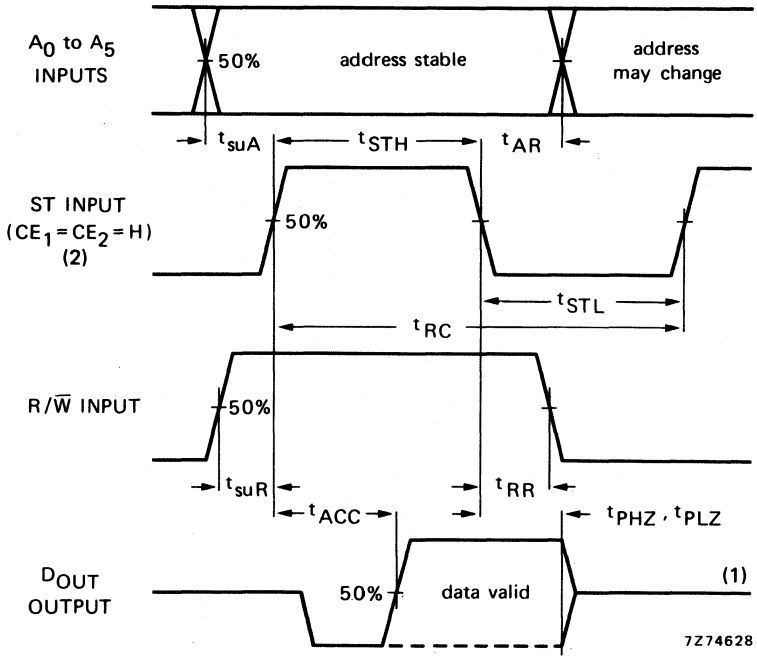 A0 to A5
INPUTS
50%
address stable
address
may change
tsuA
tSTH
tAR
ST INPUT
(CE1=CE2=H)
(2)
50%
tSTL
tRC
R/W̅ INPUT
50%
tsuR
tRR
tACC
tPHZ, tPLZ
DOUT
OUTPUT
50%
data valid
(1)
7Z74628